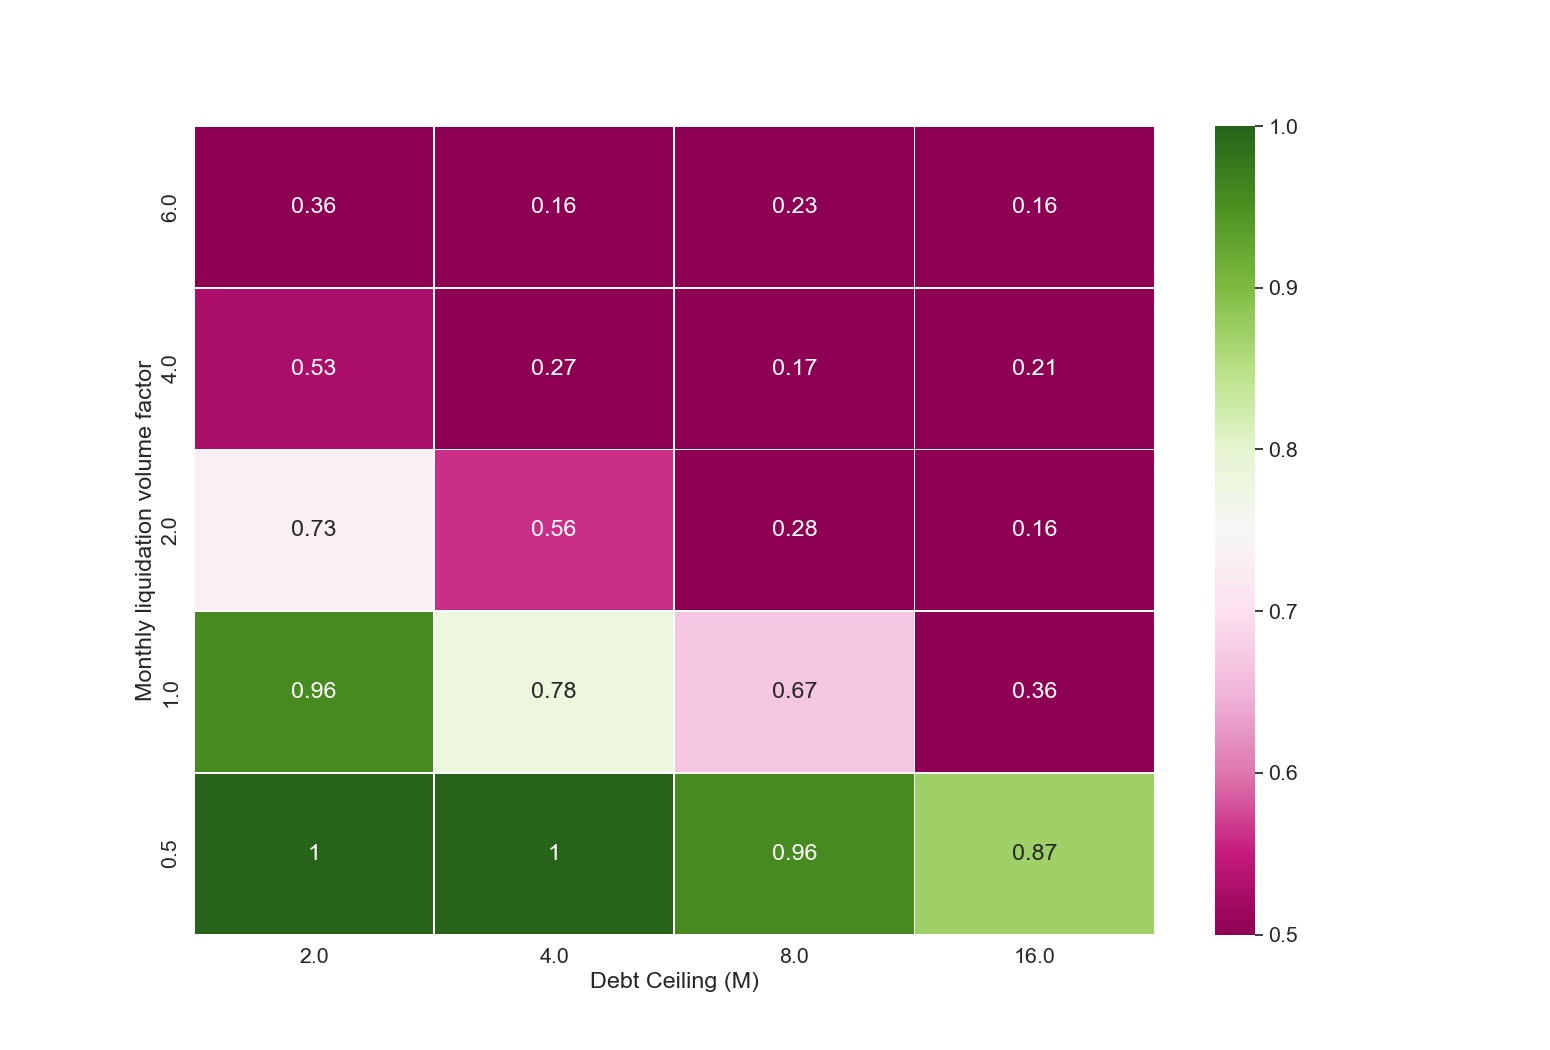 1.0
6.0 0.36 0.16 0.23 0.16
0.9
4.0 0.53 0.27 0.17 0.21
0.8
Monthly liquidation volume factor
2.0 0.73 0.56 0.28 0.16
0.7
1.0 0.96 0.78 0.67 0.36
0.6
0.5 1 1 0.96 0.87
0.5
2.0 4.0 8.0 16.0
Debt Ceiling (M)